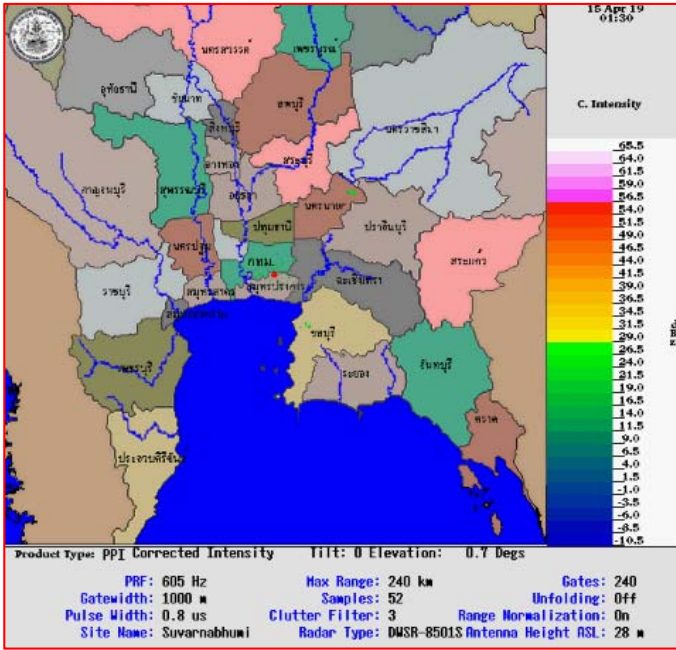 15 Apr 19
01:30
C. Intensity
นครสวรรค์
เพชรบูรณ์
อุทัยธานี
ชัยนาท
ลพบุรี
สิงห์บุรี
นครราชสีมา
อ่างทอง
สระบุรี
กาญจนบุรี
สุพรรณบุรี
อยุธยา
นครนายก
ปทุมธานี
ปราจีนบุรี
นครปฐม
กทม.
สระแก้ว
ราชบุรี
สมุทรสาคร
สมุทรปราการ
ฉะเชิงเทรา
ชลบุรี
เพชรบุรี
ระยอง
จันทบุรี
ตราด
ประจวบคีรีขันธ์
65.5
64.0
61.5
59.0
56.5
54.0
51.5
49.0
46.5
44.0
41.5
39.0
36.5
34.0
31.5
29.0
26.5
24.0
21.5
19.0
16.5
14.0
11.5
9.0
6.5
4.0
1.5
-1.0
-3.5
-6.0
-8.5
-10.5
Product Type: PPI Corrected Intensity Tilt: 0 Elevation: 0.7 Degs
PRF: 605 Hz Max Range: 240 km Gates: 240
Gatewidth: 1000 m Samples: 52 Unfolding: Off
Pulse Width: 0.8 us Clutter Filter: 3 Range Normalization: On
Site Name: Suvarnabhumi Radar Type: DWSR-8501S Antenna Height ASL: 28 m